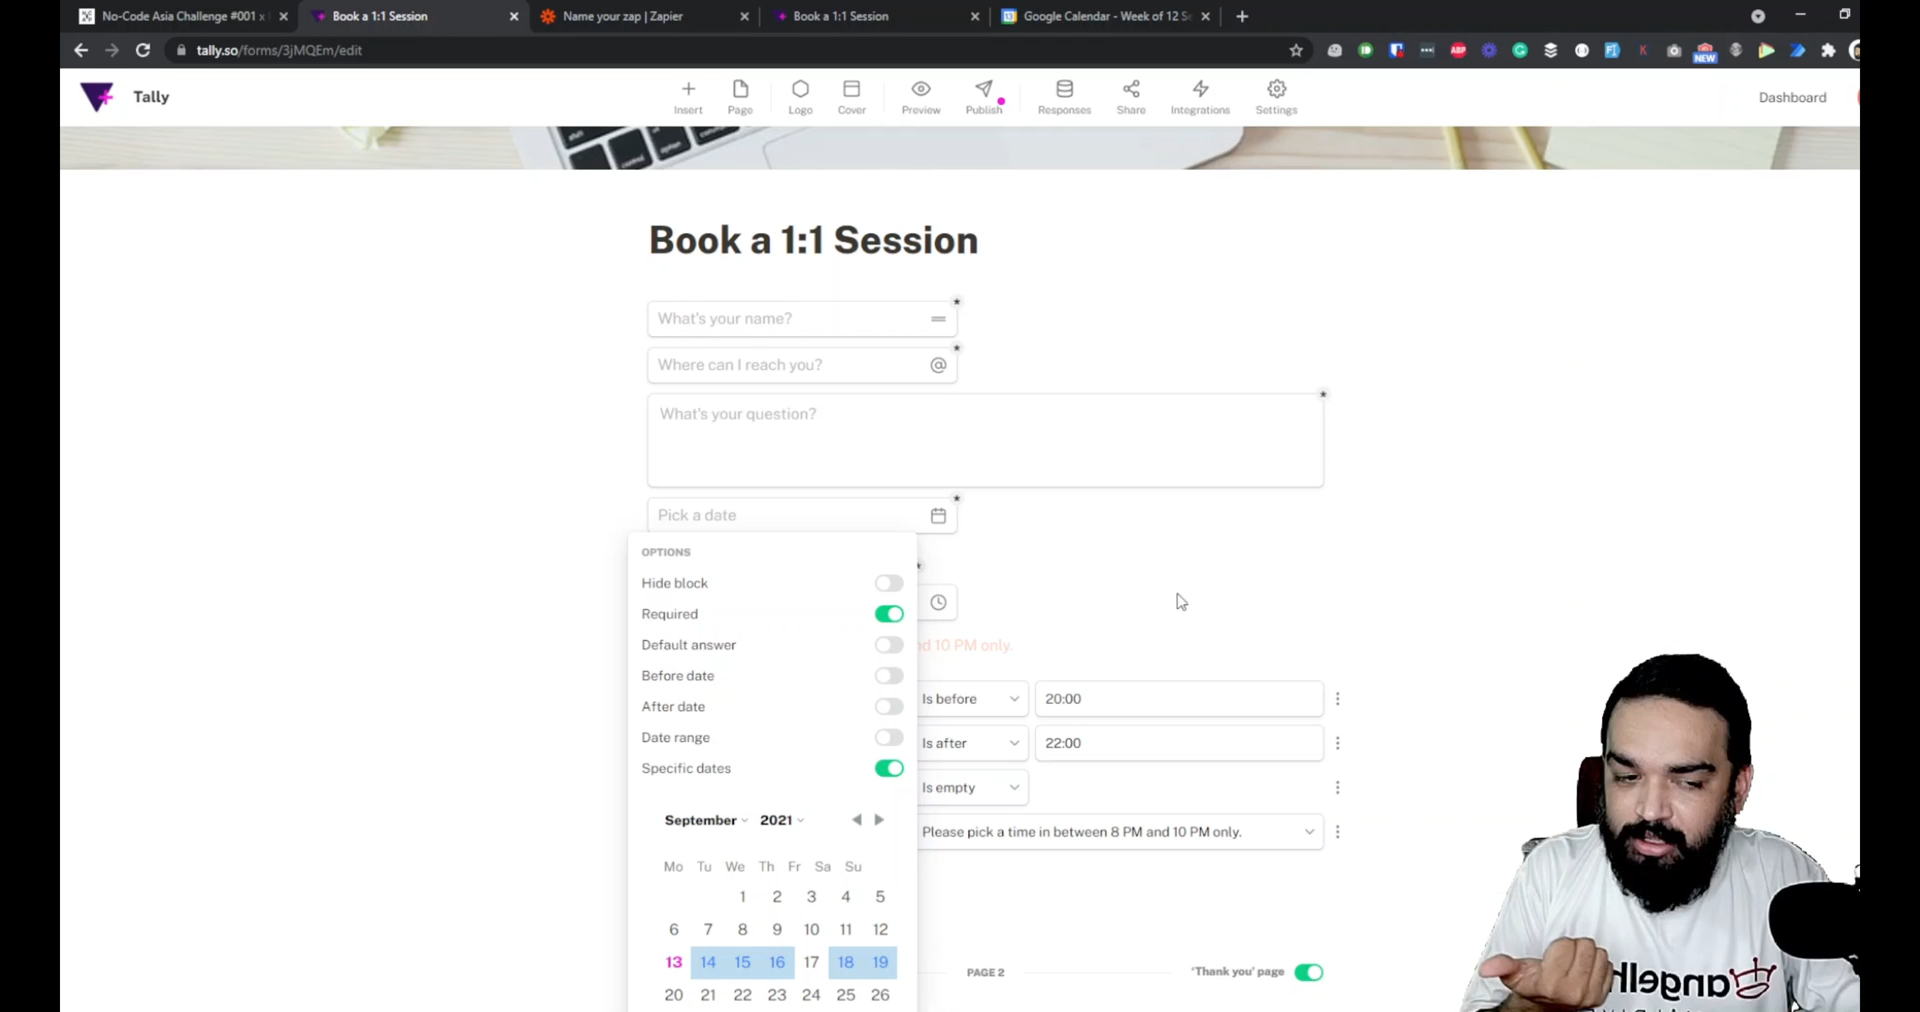 No-Code Asia Challenge #001 x
Book a 1:1 Session
Name your zap | Zapier
Book a 1:1 Session
Google Calendar - Week of 12 Se
tally.so/forms/3jMQEm/edit
ABP
NEW
Tally
Insert
Page
Logo
Cover
Preview
Publish
Responses
Share
Integrations
Settings
Dashboard
control
option
command
Book a 1:1 Session
What's your name?
Where can I reach you?
What's your question?
Pick a date
OPTIONS
Hide block
Required
Default answer
Before date
After date
Date range
Specific dates
nd 10 PM only.
Is before 20:00
Is after 22:00
Is empty
Please pick a time in between 8 PM and 10 PM only.
September 2021
Mo Tu We Th Fr Sa Su
1 2 3 4 5
6 7 8 9 10 11 12
13 14 15 16 17 18 19
20 21 22 23 24 25 26
PAGE 2
'Thank you' page
angelh